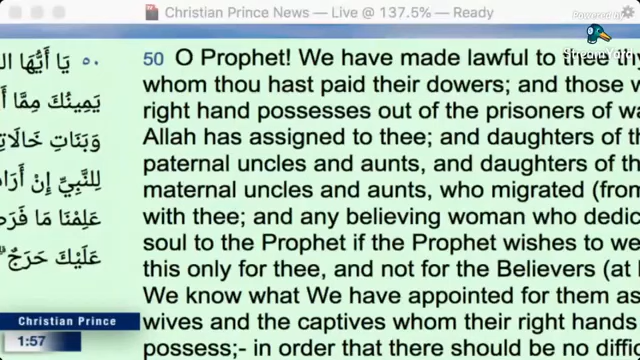 Christian Prince News — Live @ 137.5% — Ready
Powered by
StreamYard
٥٠ يَا أَيُّهَا
يَمِينُكَ مِمَّا
وَبَنَاتِ خَالَاتِ
لِلنَّبِيِّ إِنْ
عَلِمْنَا مَا
عَلَيْكَ حَرَجٌ
50 O Prophet! We have made lawful to thee thy
whom thou hast paid their dowers; and those w
right hand possesses out of the prisoners of wa
Allah has assigned to thee; and daughters of th
paternal uncles and aunts, and daughters of th
maternal uncles and aunts, who migrated (from
with thee; and any believing woman who dedic
soul to the Prophet if the Prophet wishes to we
this only for thee, and not for the Believers (at l
We know what We have appointed for them as
wives and the captives whom their right hands
possess;- in order that there should be no diffic
Christian Prince
1:57